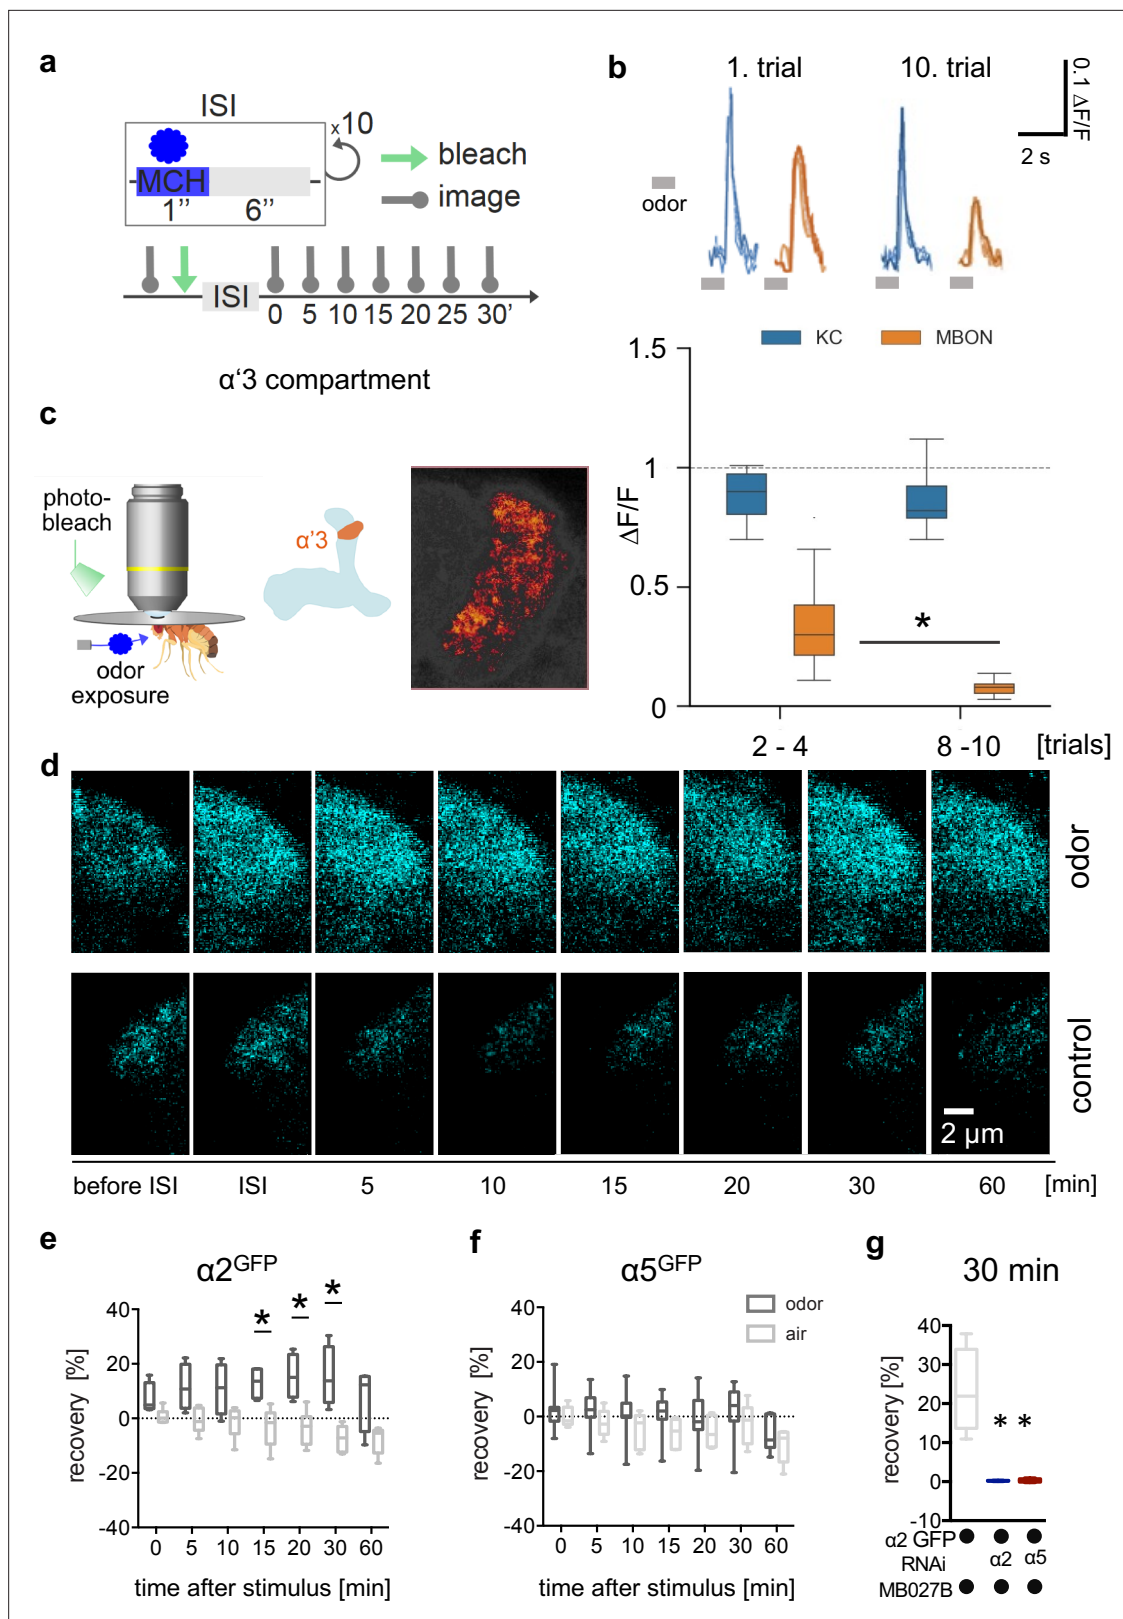 a
ISI
x10
MCH
1’’ 6’’
bleach
image
ISI
0 5 10 15 20 25 30'
α‘3 compartment
b
1. trial 10. trial
0.1 ΔF/F
2 s
odor
KC MBON
1.5
1
0.5
0
ΔF/F
*
2 - 4 8 -10 [trials]
c
photo-
bleach
odor
exposure
α’3
d
odor
control
2 µm
before ISI ISI 5 10 15 20 30 60 [min]
e
α2GFP
* * *
40
20
0
-20
-40
recovery [%]
0 5 10 15 20 30 60
time after stimulus [min]
f
α5GFP
odor
air
40
20
0
-20
-40
recovery [%]
0 5 10 15 20 30 60
time after stimulus [min]
g
30 min
40
30
20
10
0
-10
recovery [%]
* *
α2 GFP
RNAi α2 α5
MB027B